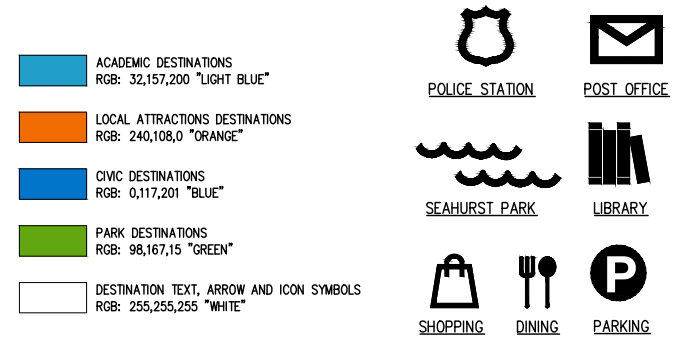 ACADEMIC DESTINATIONS
RGB: 32,157,200 "LIGHT BLUE"
LOCAL ATTRACTIONS DESTINATIONS
RGB: 240,108,0 "ORANGE"
CIVIC DESTINATIONS
RGB: 0,117,201 "BLUE"
PARK DESTINATIONS
RGB: 98,167,15 "GREEN"
DESTINATION TEXT, ARROW AND ICON SYMBOLS
RGB: 255,255,255 "WHITE"
POLICE STATION
POST OFFICE
SEAHURST PARK
LIBRARY
P
SHOPPING
DINING
PARKING